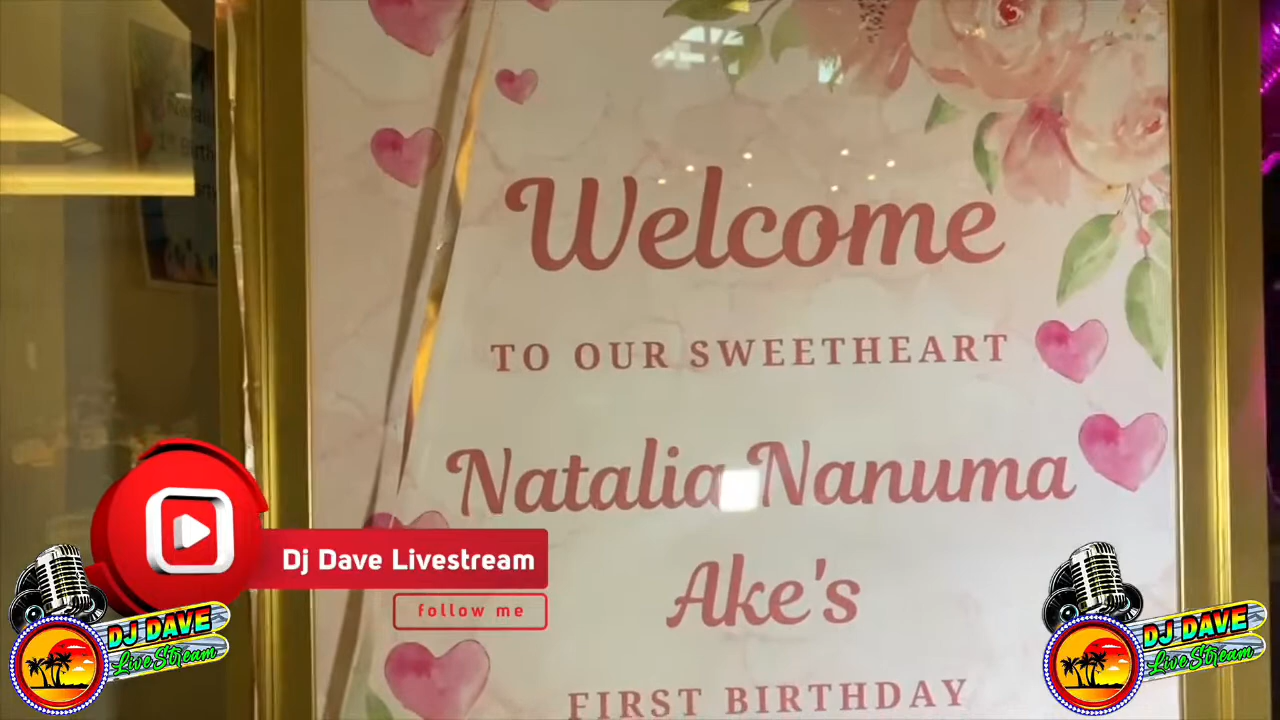 Welcome
TO OUR SWEETHEART
Natalia Nanuma
Ake's
FIRST BIRTHDAY
Dj Dave Livestream
follow me
DJ DAVE
LiveStream
DJ DAVE
LiveStream